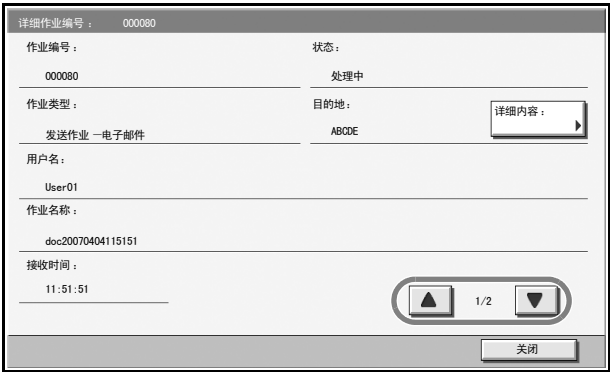 详细作业编号： 000080
作业编号： 状态：
000080 处理中
作业类型： 目的地： 详细内容：
发送作业 —电子邮件 ABCDE
用户名：
User01
作业名称：
doc20070404115151
接收时间：
11:51:51
1/2
关闭